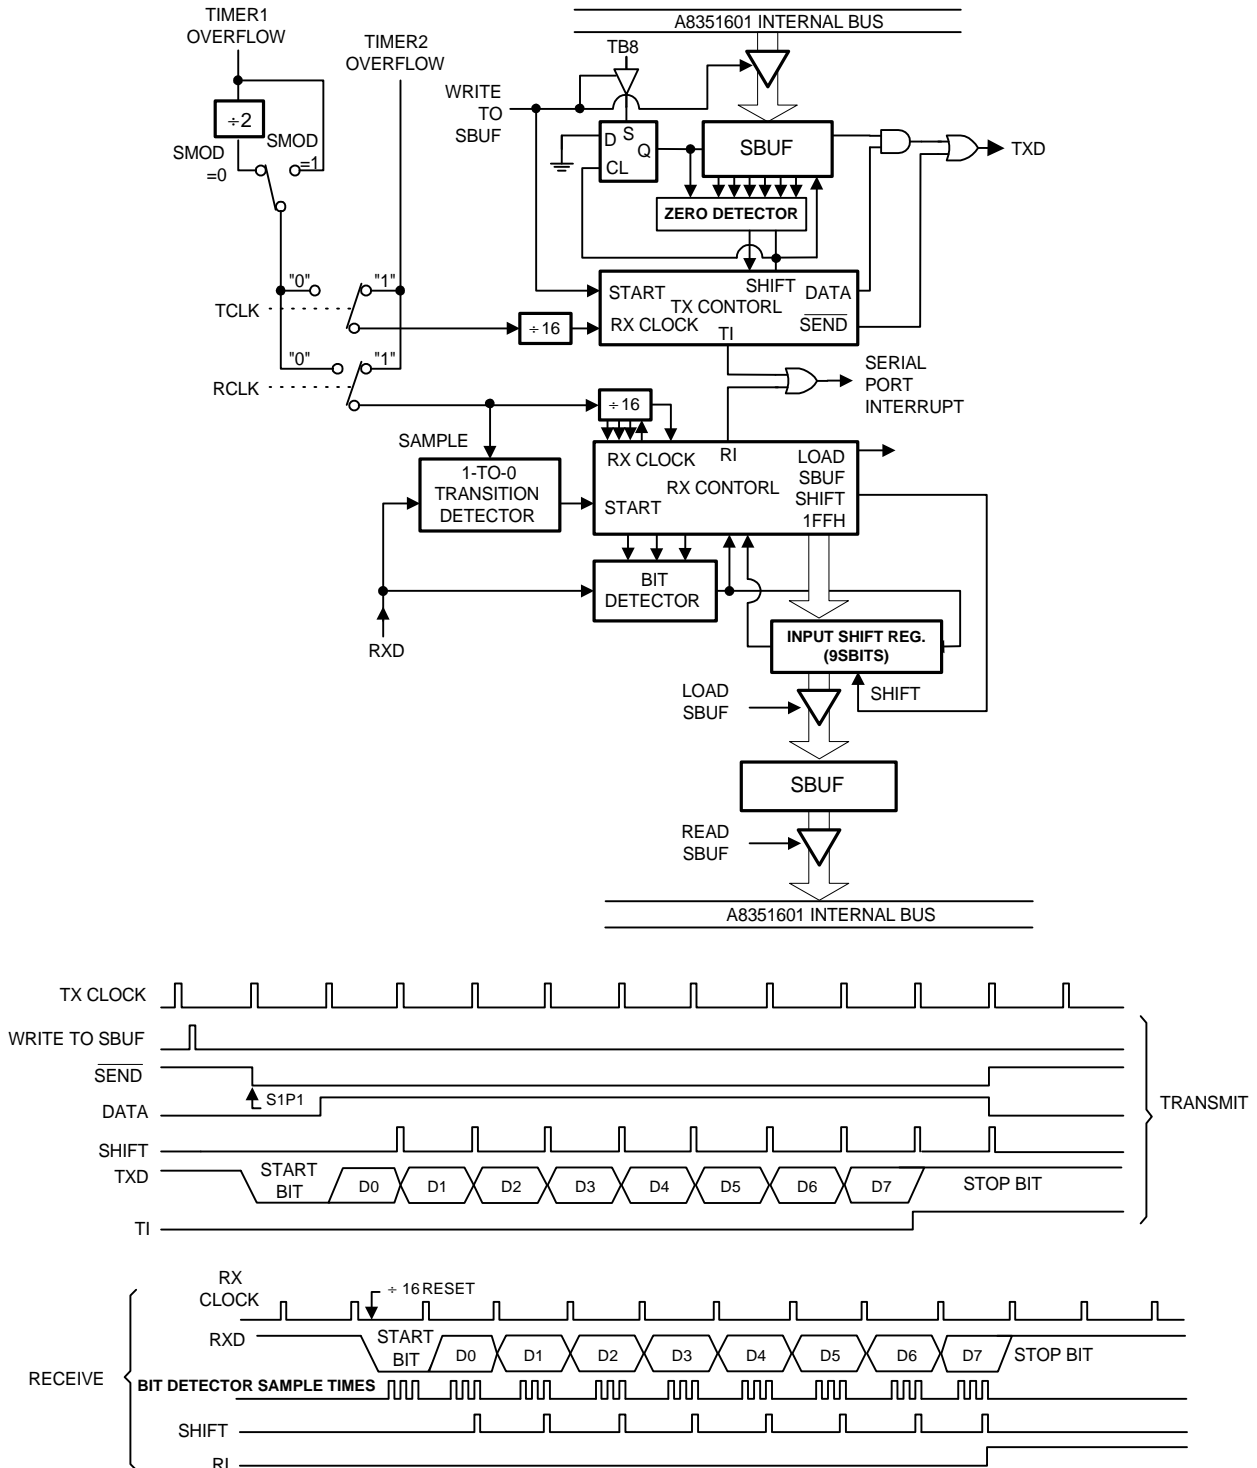 TIMER1
OVERFLOW
TIMER2
OVERFLOW
÷2
SMOD
=0
SMOD
=1
"0"
"1"
TCLK
"0"
"1"
RCLK
A8351601 INTERNAL BUS
TB8
WRITE
TO
SBUF
D
S
Q
CL
SBUF
TXD
ZERO DETECTOR
START
SHIFT
DATA
TX CONTORL
RX CLOCK
SEND
TI
÷16
SERIAL
PORT
INTERRUPT
÷16
SAMPLE
1-TO-0
TRANSITION
DETECTOR
RX CLOCK
RI
LOAD
SBUF
RX CONTORL
START
SHIFT
1FFH
BIT
DETECTOR
RXD
INPUT SHIFT REG.
(9SBITS)
LOAD
SBUF
SHIFT
SBUF
READ
SBUF
A8351601 INTERNAL BUS
TX CLOCK
WRITE TO SBUF
SEND
S1P1
DATA
SHIFT
TXD
START
BIT
D0
D1
D2
D3
D4
D5
D6
D7
STOP BIT
TI
TRANSMIT
RX
CLOCK
÷ 16 RESET
RXD
START
BIT
D0
D1
D2
D3
D4
D5
D6
D7
STOP BIT
RECEIVE
BIT DETECTOR SAMPLE TIMES
SHIFT
RI